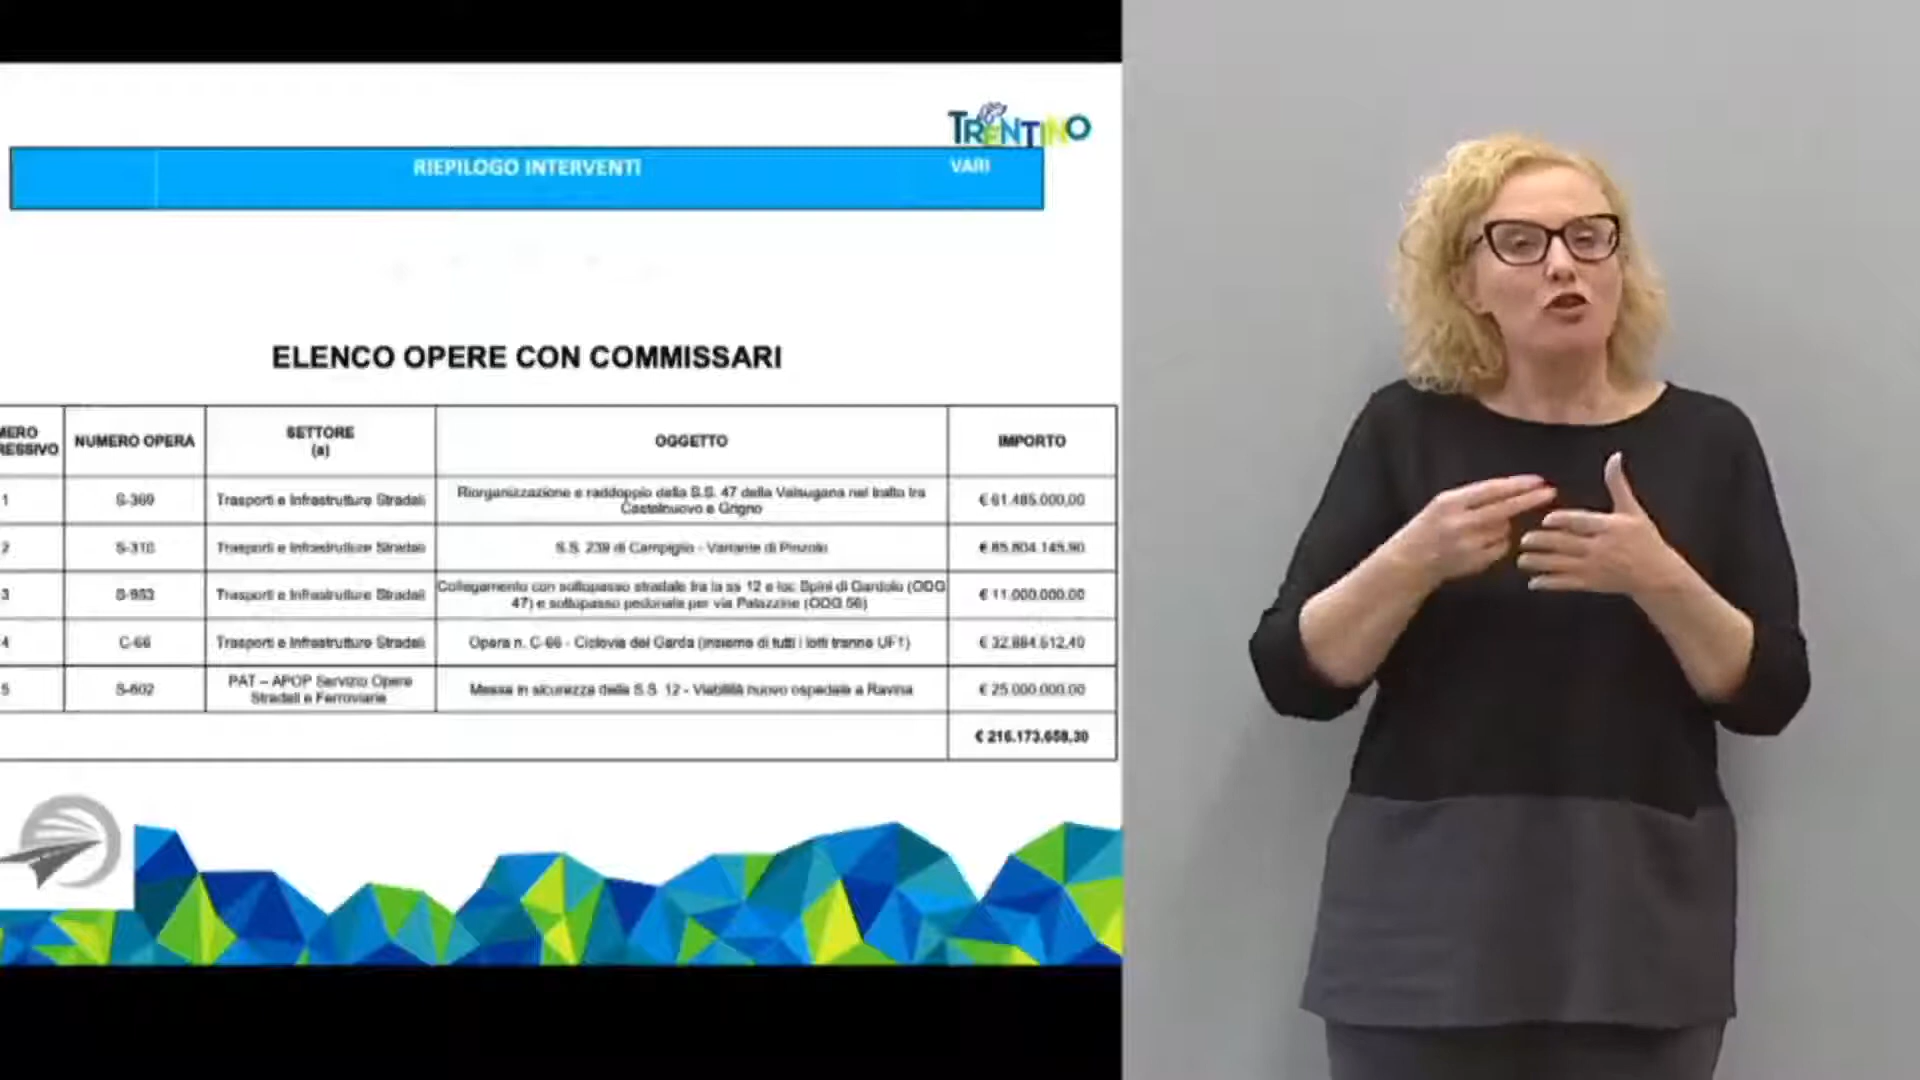 TRENTINO
RIEPILOGO INTERVENTI VARI
ELENCO OPERE CON COMMISSARI
MERO
RESSIVO
NUMERO OPERA
SETTORE
(a)
OGGETTO
IMPORTO
1
S-369
Trasporti e Infrastrutture Stradali
Riorganizzazione e raddoppio della S.S. 47 della Valsugana nel tratto tra
Castelnuovo e Grigno
€ 61.485.000,00
2
Trasporti e Infrastrutture Stradali
S.S. 239 di Campiglio - Variante di Pinzolo
€ 85.804.145,90
3
Trasporti e Infrastrutture Stradali
Collegamento con sottopasso stradale tra la ss 12 e loc Spini di Gardolo (ODG
47) e sottopasso pedonale per via Palazzine (ODG 56)
€ 11.000.000,00
4
C-66
Trasporti e Infrastrutture Stradali
Opera n. C-66 - Ciclovia del Garda (insieme di tutti i lotti tranne UF1)
€ 32.884.512,40
5
S-602
PAT – APOP Servizio Opere
Stradali e Ferroviarie
Messa in sicurezza della S.S. 12 - Viabilità nuovo ospedale a Ravina
€ 25.000.000,00
€ 216.173.658,30